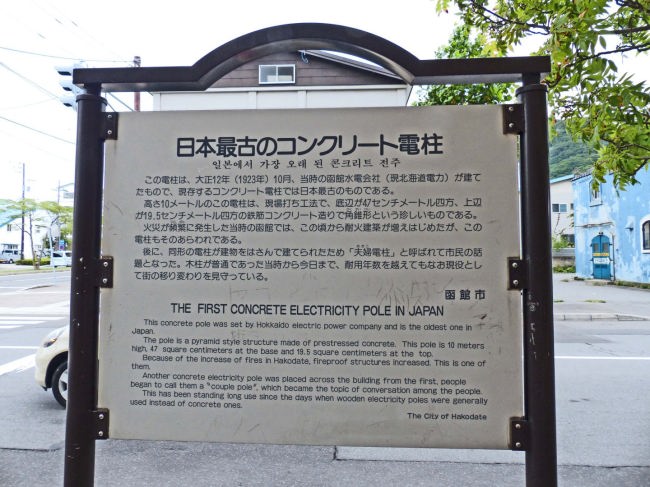 日本最古のコンクリート電柱
일본에서 가장 오래 된 콘크리트 전주
この電柱は、大正12年（1923年）10月、当時の函館水電会社（現北海道電力）が建て
たもので、現存するコンクリート電柱では日本最古のものである。
高さ10メートルのこの電柱は、現場打ち工法で、底辺が47センチメートル四方、上辺
が19.5センチメートル四方の鉄筋コンクリート造りで角錐形という珍しいものである。
火災が頻繁に発生した当時の函館では、この頃から耐火建築が増えはじめたが、この
電柱もそのあらわれである。
後に、同形の電柱が建物をはさんで建てられたため「夫婦電柱」と呼ばれて市民の話
題となった。木柱が普通であった当時から今日まで、耐用年数を越えてもなお現役とし
て街の移り変わりを見守っている。
函館市
THE FIRST CONCRETE ELECTRICITY POLE IN JAPAN
This concrete pole was set by Hokkaido electric power company and is the oldest one in
Japan.
The pole is a pyramid style structure made of prestressed concrete. This pole is 10 meters
high, 47 square centimeters at the base and 19.5 square centimeters at the top.
Because of the increase of fires in Hakodate, fireproof structures increased. This is one of
them.
Another concrete electricity pole was placed across the building from the first, people
began to call them a "couple pole", which became the topic of conversation among the people.
This has been standing long use since the days when wooden electricity poles were generally
used instead of concrete ones.
The City of Hakodate